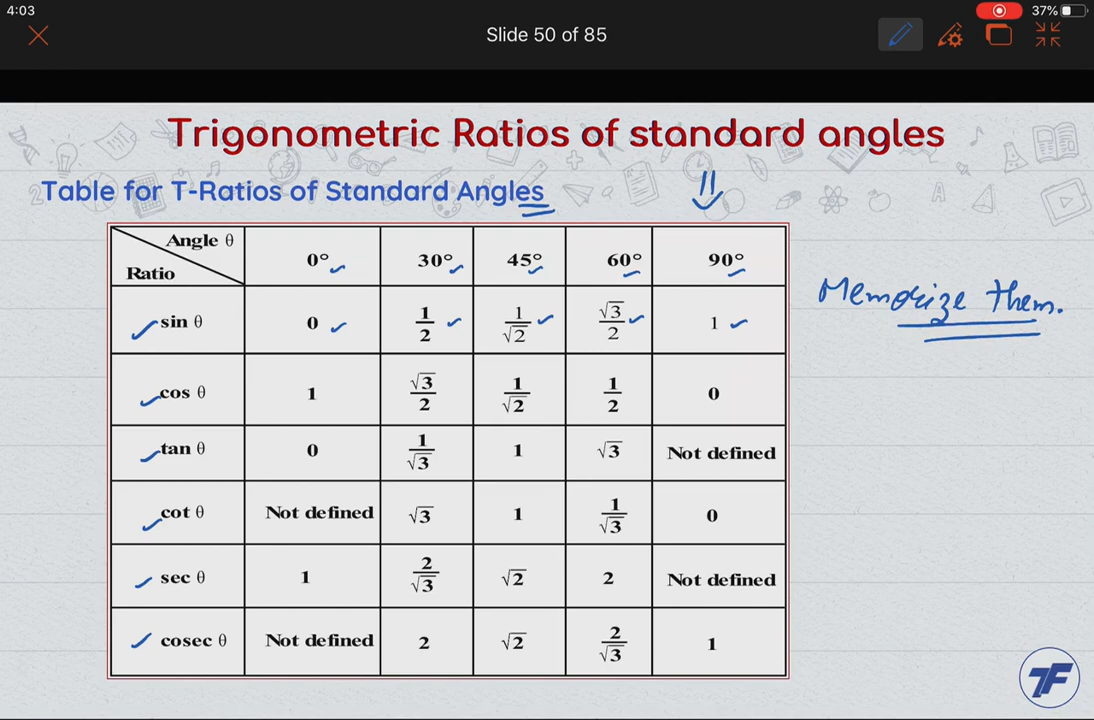 4:03
37%
Slide 50 of 85
Trigonometric Ratios of standard angles
Table for T-Ratios of Standard Angles
Angle θ
Ratio
0° 30° 45° 60° 90°
sin θ 0 1/2 1/√2 √3/2 1
Memorize them.
cos θ 1 √3/2 1/√2 1/2 0
tan θ 0 1/√3 1 √3 Not defined
cot θ Not defined √3 1 1/√3 0
sec θ 1 2/√3 √2 2 Not defined
cosec θ Not defined 2 √2 2/√3 1